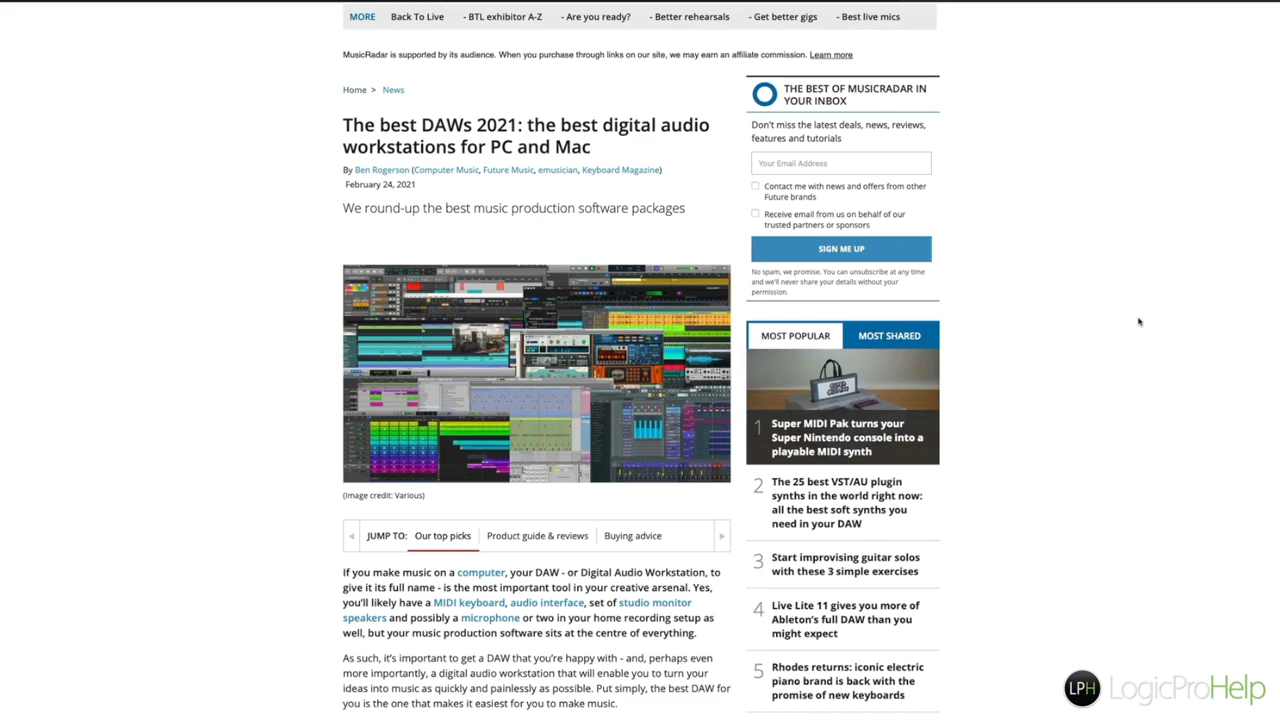 MORE Back To Live - BTL exhibitor A-Z - Are you ready? - Better rehearsals - Get better gigs - Best live mics
MusicRadar is supported by its audience. When you purchase through links on our site, we may earn an affiliate commission. Learn more
Home > News
The best DAWs 2021: the best digital audio
workstations for PC and Mac
By Ben Rogerson (Computer Music, Future Music, emusician, Keyboard Magazine)
February 24, 2021
We round-up the best music production software packages
(Image credit: Various)
JUMP TO: Our top picks Product guide & reviews Buying advice
If you make music on a computer, your DAW - or Digital Audio Workstation, to
give it its full name - is the most important tool in your creative arsenal. Yes,
you'll likely have a MIDI keyboard, audio interface, set of studio monitor
speakers and possibly a microphone or two in your home recording setup as
well, but your music production software sits at the centre of everything.
As such, it's important to get a DAW that you're happy with - and, perhaps even
more importantly, a digital audio workstation that will enable you to turn your
ideas into music as quickly and painlessly as possible. Put simply, the best DAW for
you is the one that makes it easiest for you to make music.
THE BEST OF MUSICRADAR IN
YOUR INBOX
Don't miss the latest deals, news, reviews,
features and tutorials
Your Email Address
Contact me with news and offers from other
Future brands
Receive email from us on behalf of our
trusted partners or sponsors
SIGN ME UP
No spam, we promise. You can unsubscribe at any time
and we'll never share your details without your
permission.
MOST POPULAR MOST SHARED
1 Super MIDI Pak turns your
Super Nintendo console into a
playable MIDI synth
2 The 25 best VST/AU plugin
synths in the world right now:
all the best soft synths you
need in your DAW
3 Start improvising guitar solos
with these 3 simple exercises
4 Live Lite 11 gives you more of
Ableton's full DAW than you
might expect
5 Rhodes returns: iconic electric
piano brand is back with the
promise of new keyboards
LPH LogicProHelp